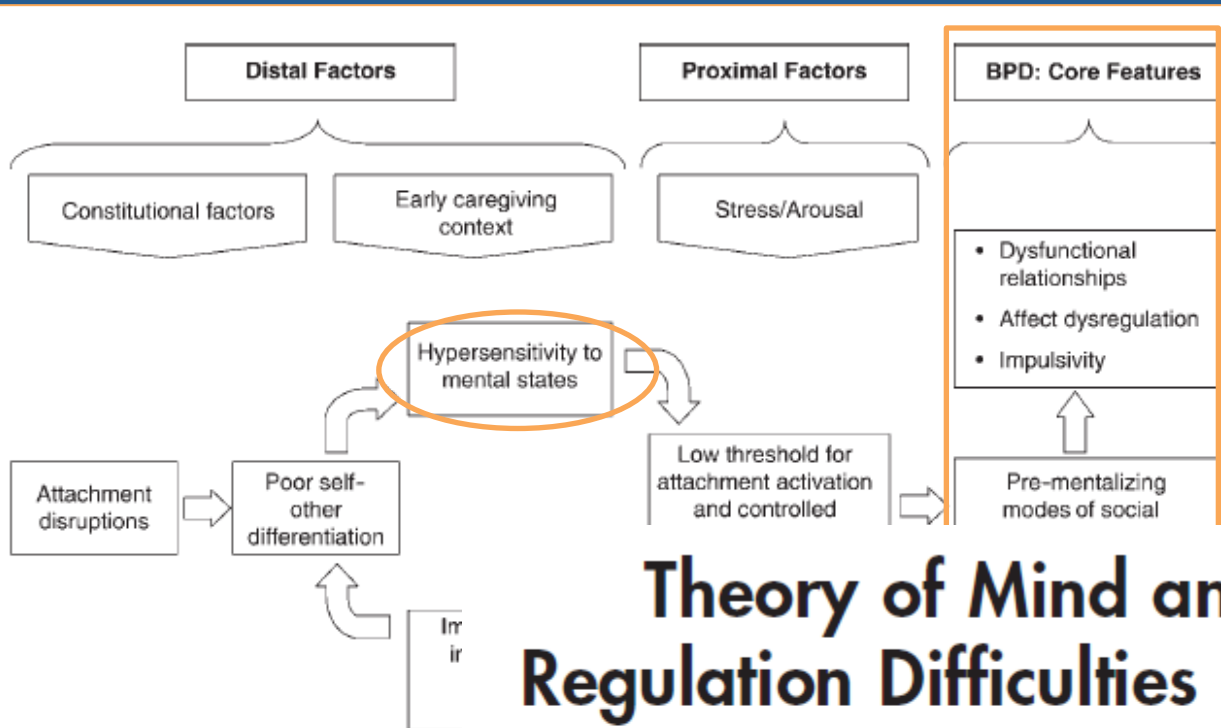 Distal Factors
Proximal Factors
BPD: Core Features
Constitutional factors
Early caregiving
context
Stress/Arousal
• Dysfunctional
relationships
• Affect dysregulation
• Impulsivity
Hypersensitivity to
mental states
Attachment
disruptions
Poor self-
other
differentiation
Low threshold for
attachment activation
and controlled
Pre-mentalizing
modes of social
Theory of Mind
Regulation Difficulties